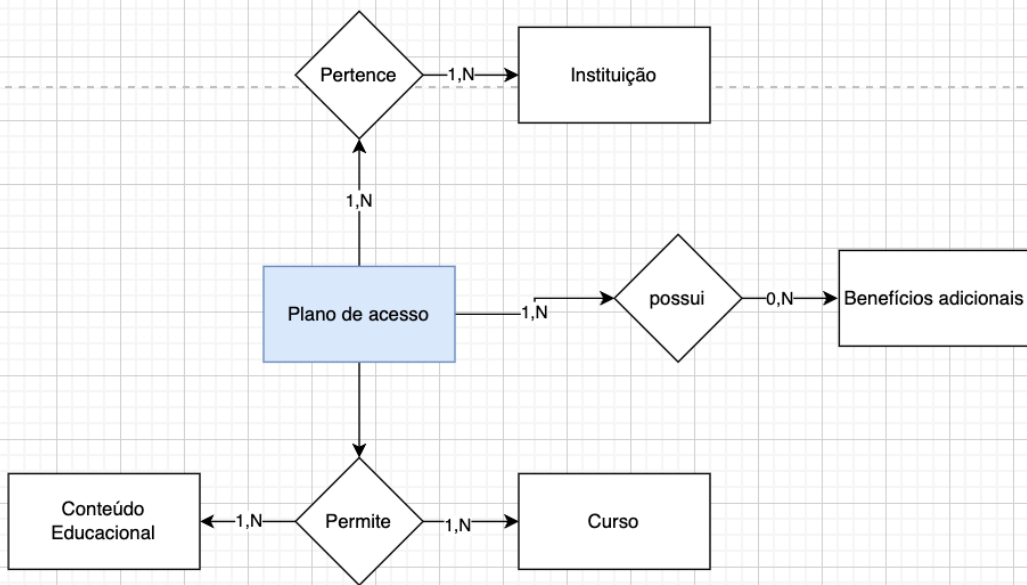 Pertence
1,N
Instituição
1,N
Plano de acesso
1,N
possui
0,N
Benefícios adicionais
Conteúdo
Educacional
1,N
Permite
1,N
Curso